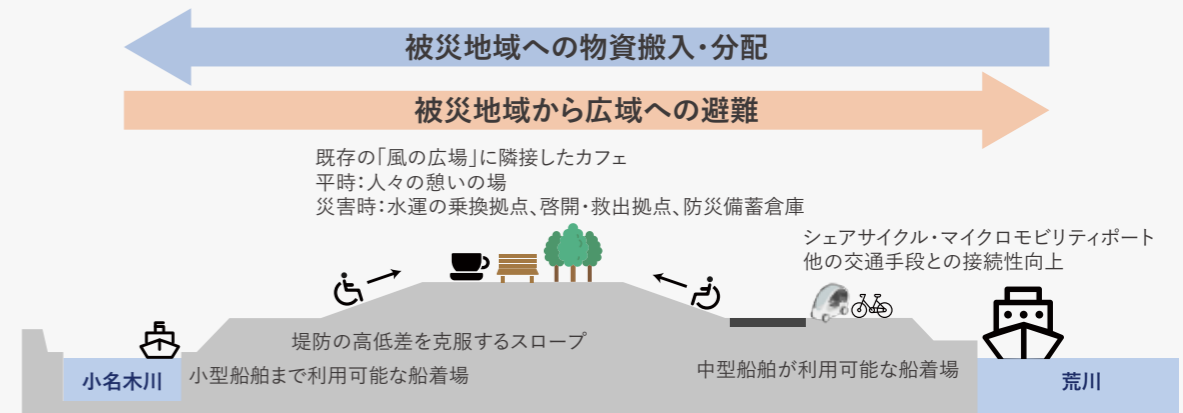 被災地域への物資搬入・分配
被災地域から広域への避難
既存の「風の広場」に隣接したカフェ
平時：人々の憩いの場
災害時：水運の乗換拠点、啓開・救出拠点、防災備蓄倉庫
シェアサイクル・マイクロモビリティポート
他の交通手段との接続性向上
堤防の高低差を克服するスロープ
小型船舶まで利用可能な船着場
中型船舶が利用可能な船着場
小名木川
荒川